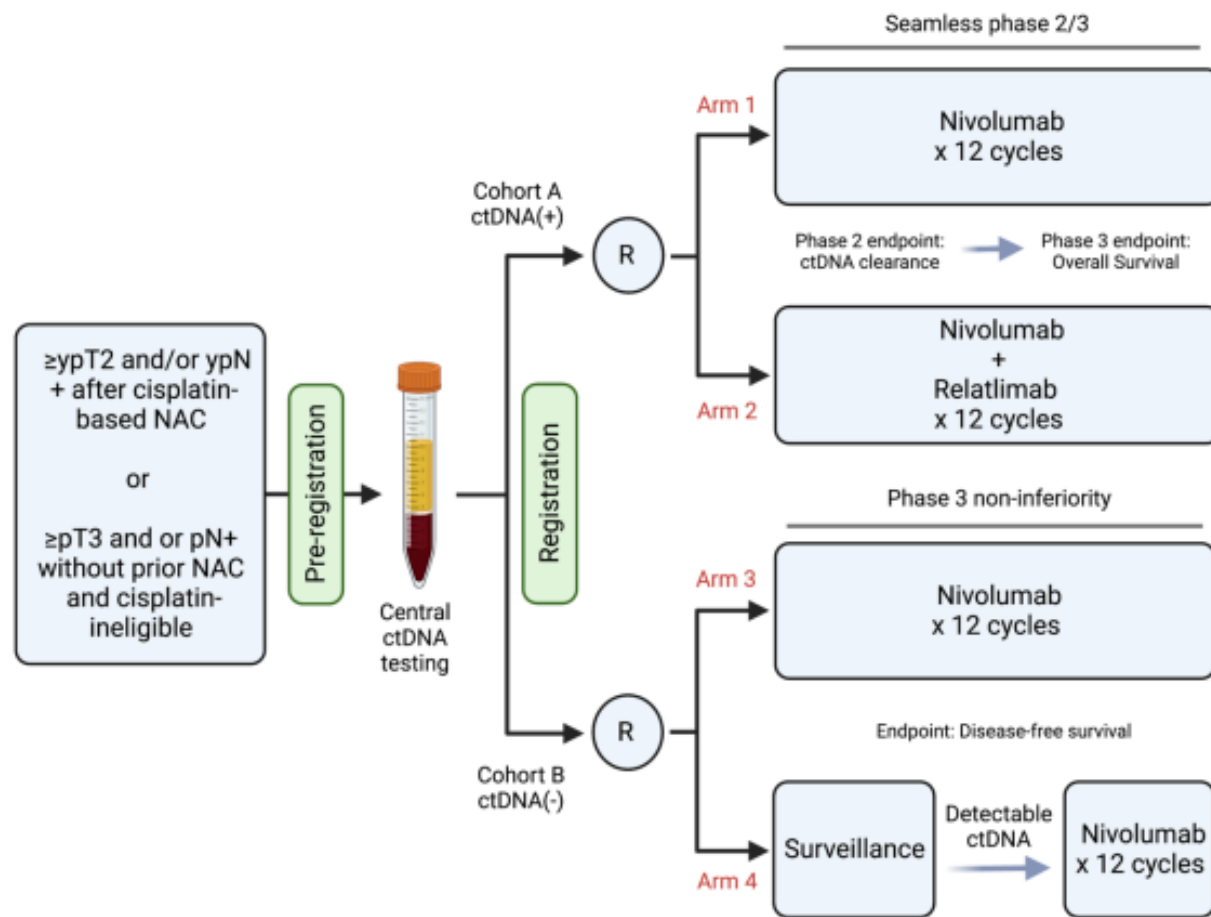 Seamless phase 2/3
Arm 1
Nivolumab
x 12 cycles
Cohort A
ctDNA(+)
R
Phase 2 endpoint:
ctDNA clearance
Phase 3 endpoint:
Overall Survival
Arm 2
Nivolumab
+
Relatlimab
x 12 cycles
≥ypT2 and/or ypN
+ after cisplatin-
based NAC
or
≥pT3 and or pN+
without prior NAC
and cisplatin-
ineligible
Pre-registration
Central
ctDNA
testing
Registration
Phase 3 non-inferiority
Arm 3
Nivolumab
x 12 cycles
Cohort B
ctDNA(-)
R
Endpoint: Disease-free survival
Arm 4
Surveillance
Detectable
ctDNA
Nivolumab
x 12 cycles